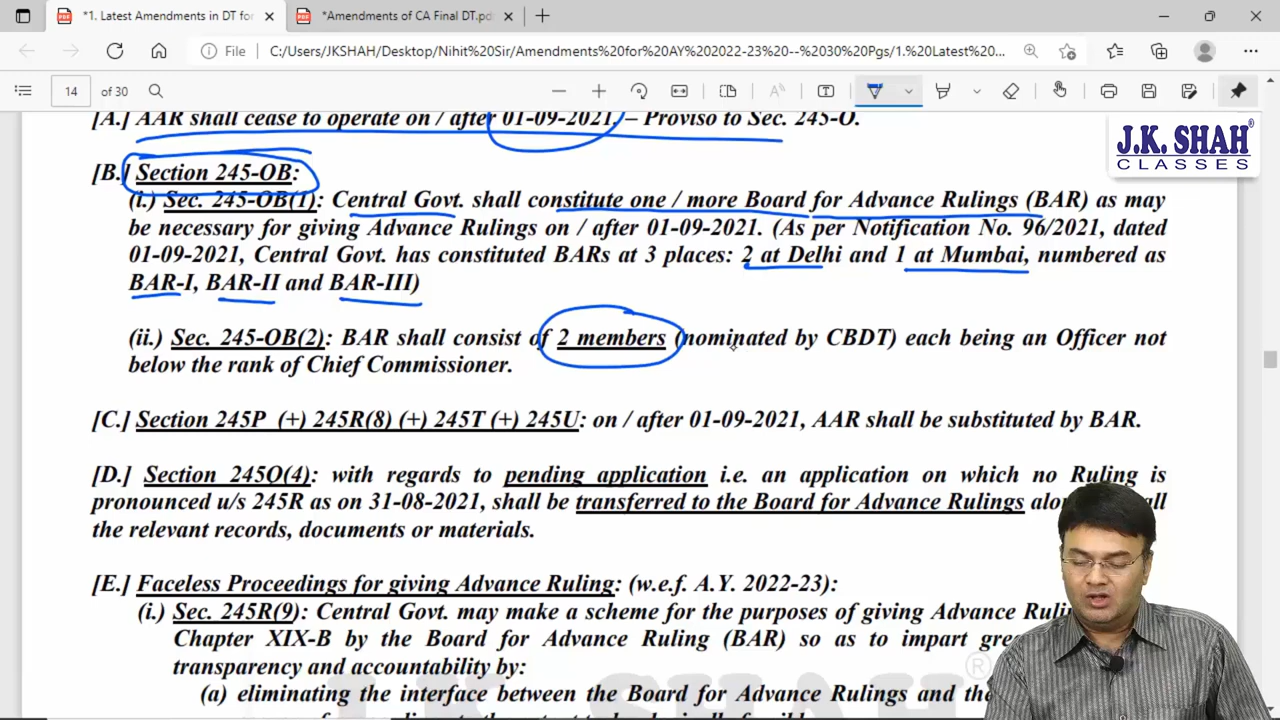 *1. Latest Amendments in DT for
*Amendments of CA Final DT.pd
File
C:/Users/JKSHAH/Desktop/Nihit%20Sir/Amendments%20for%20AY%202022-23%20--%2030%20Pgs/1.%20Latest%20...
14 of 30
J.K. SHAH®
CLASSES
[A.] AAR shall cease to operate on / after 01-09-2021, – Proviso to Sec. 245-O.
[B.] Section 245-OB:
(i.) Sec. 245-OB(1): Central Govt. shall constitute one / more Board for Advance Rulings (BAR) as may
be necessary for giving Advance Rulings on / after 01-09-2021. (As per Notification No. 96/2021, dated
01-09-2021, Central Govt. has constituted BARs at 3 places: 2 at Delhi and 1 at Mumbai, numbered as
BAR-I, BAR-II and BAR-III)
(ii.) Sec. 245-OB(2): BAR shall consist of 2 members (nominated by CBDT) each being an Officer not
below the rank of Chief Commissioner.
[C.] Section 245P (+) 245R(8) (+) 245T (+) 245U: on / after 01-09-2021, AAR shall be substituted by BAR.
[D.] Section 245Q(4): with regards to pending application i.e. an application on which no Ruling is
pronounced u/s 245R as on 31-08-2021, shall be transferred to the Board for Advance Rulings
the relevant records, documents or materials.
[E.] Faceless Proceedings for giving Advance Ruling: (w.e.f. A.Y. 2022-23):
(i.) Sec. 245R(9): Central Govt. may make a scheme for the purposes of giving Advance
Chapter XIX-B by the Board for Advance Ruling (BAR) so as to impart
transparency and accountability by:
(a) eliminating the interface between the Board for Advance Rulings and the